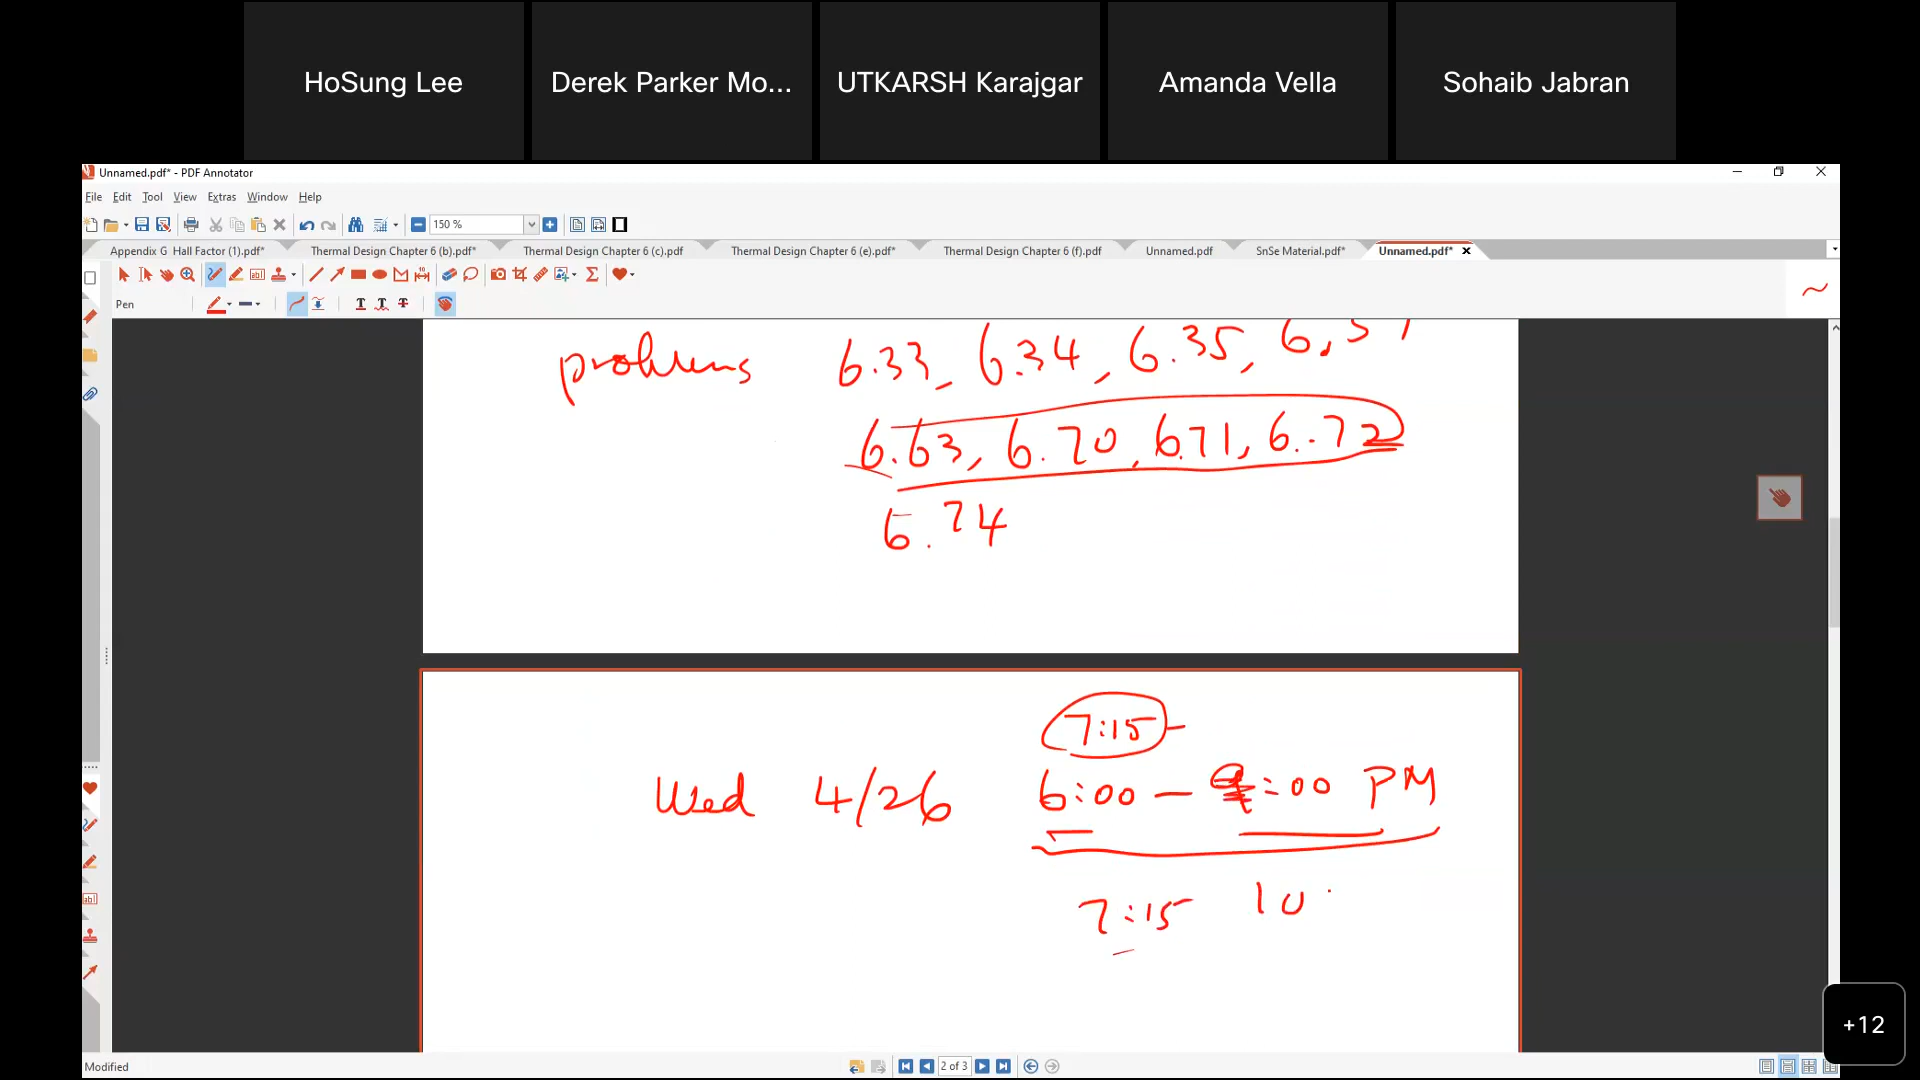 HoSung Lee
Derek Parker Mo...
UTKARSH Karajgar
Amanda Vella
Sohaib Jabran
Unnamed.pdf* - PDF Annotator
File Edit Tool View Extras Window Help
150 %
Appendix G Hall Factor (1).pdf* Thermal Design Chapter 6 (b).pdf* Thermal Design Chapter 6 (c).pdf Thermal Design Chapter 6 (e).pdf* Thermal Design Chapter 6 (f).pdf Unnamed.pdf SnSe Material.pdf* Unnamed.pdf*
Pen
problems 6.33, 6.34, 6.35,
6.63, 6.70, 6.71, 6.72
6.74
7:15 –
Wed 4/26 6:00 – :00 PM
7:15 10
+12
Modified
2 of 3